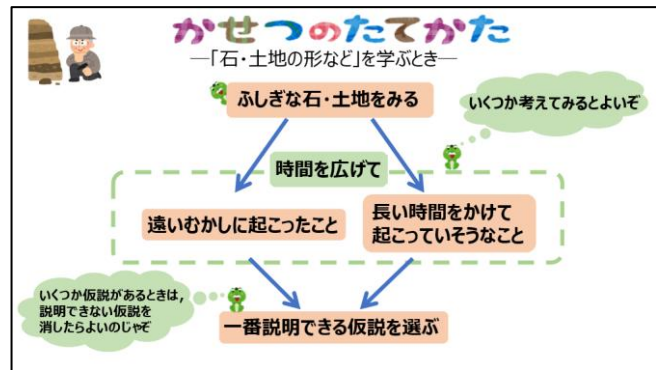 かせつのたてかた
―「石・土地の形など」を学ぶとき―
ふしぎな石・土地をみる
いくつか考えてみるとよいぞ
時間を広げて
遠いむかしに起こったこと
長い時間をかけて
起こっていそうなこと
いくつか仮説があるときは，
説明できない仮説を
消したらよいのじゃぞ
一番説明できる仮説を選ぶ